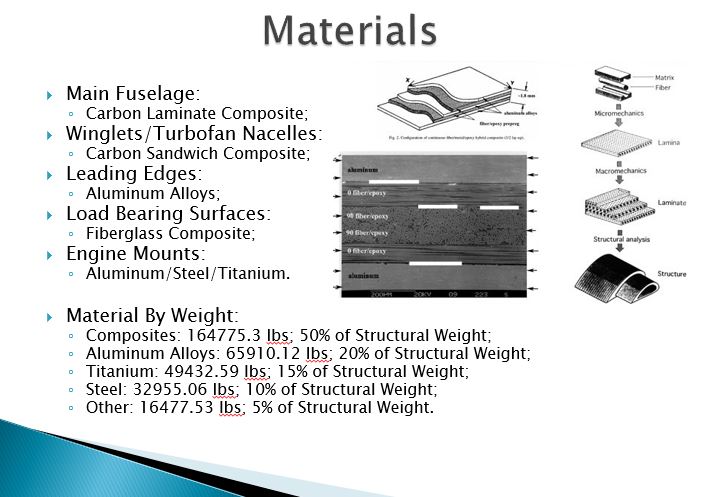 Materials
Main Fuselage:
Carbon Laminate Composite;
Winglets/Turbofan Nacelles:
Carbon Sandwich Composite;
Leading Edges:
Aluminum Alloys;
Load Bearing Surfaces:
Fiberglass Composite;
Engine Mounts:
Aluminum/Steel/Titanium.
Material By Weight:
Composites: 164775.3 lbs; 50% of Structural Weight;
Aluminum Alloys: 65910.12 lbs; 20% of Structural Weight;
Titanium: 49432.59 lbs; 15% of Structural Weight;
Steel: 32955.06 lbs; 10% of Structural Weight;
Other: 16477.53 lbs; 5% of Structural Weight.
X
Y
~1.8 mm
aluminum alloys
fiber/epoxy prepreg
Fig. 2. Configuration of continuous fiber/metal/epoxy hybrid composite (3/2 lay-up).
aluminum
0 fiber/epoxy
90 fiber/epoxy
90 fiber/epoxy
0 fiber/epoxy
aluminum
200µM 20KV 09 223 S
Matrix
Fiber
Micromechanics
Lamina
Macromechanics
Laminate
Structural analysis
Structure